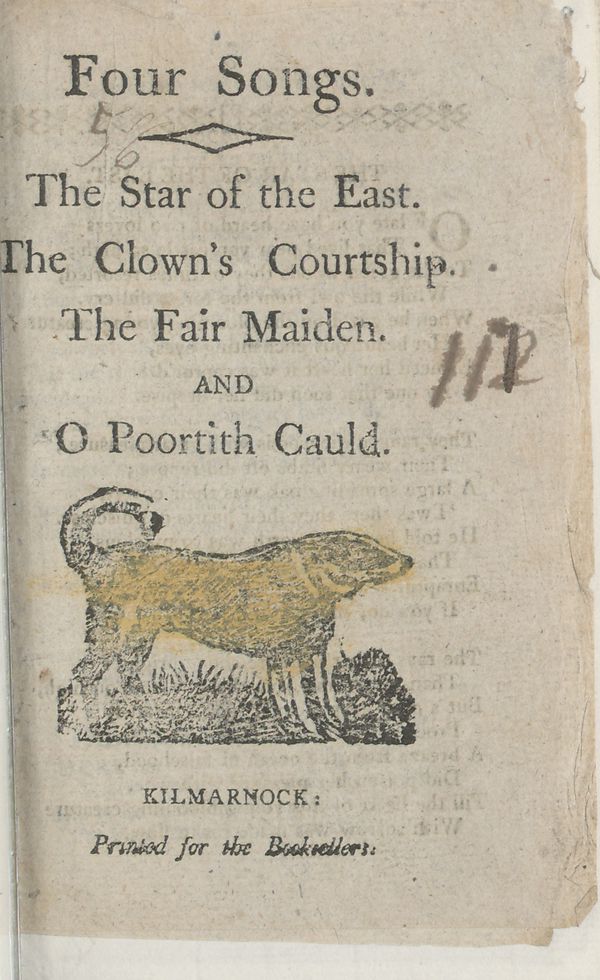 Four Songs.
56
The Star of the East.
The Clown's Courtship.
The Fair Maiden.
112
AND
O Poortith Cauld.
KILMARNOCK:
Printed for the Booksellers.